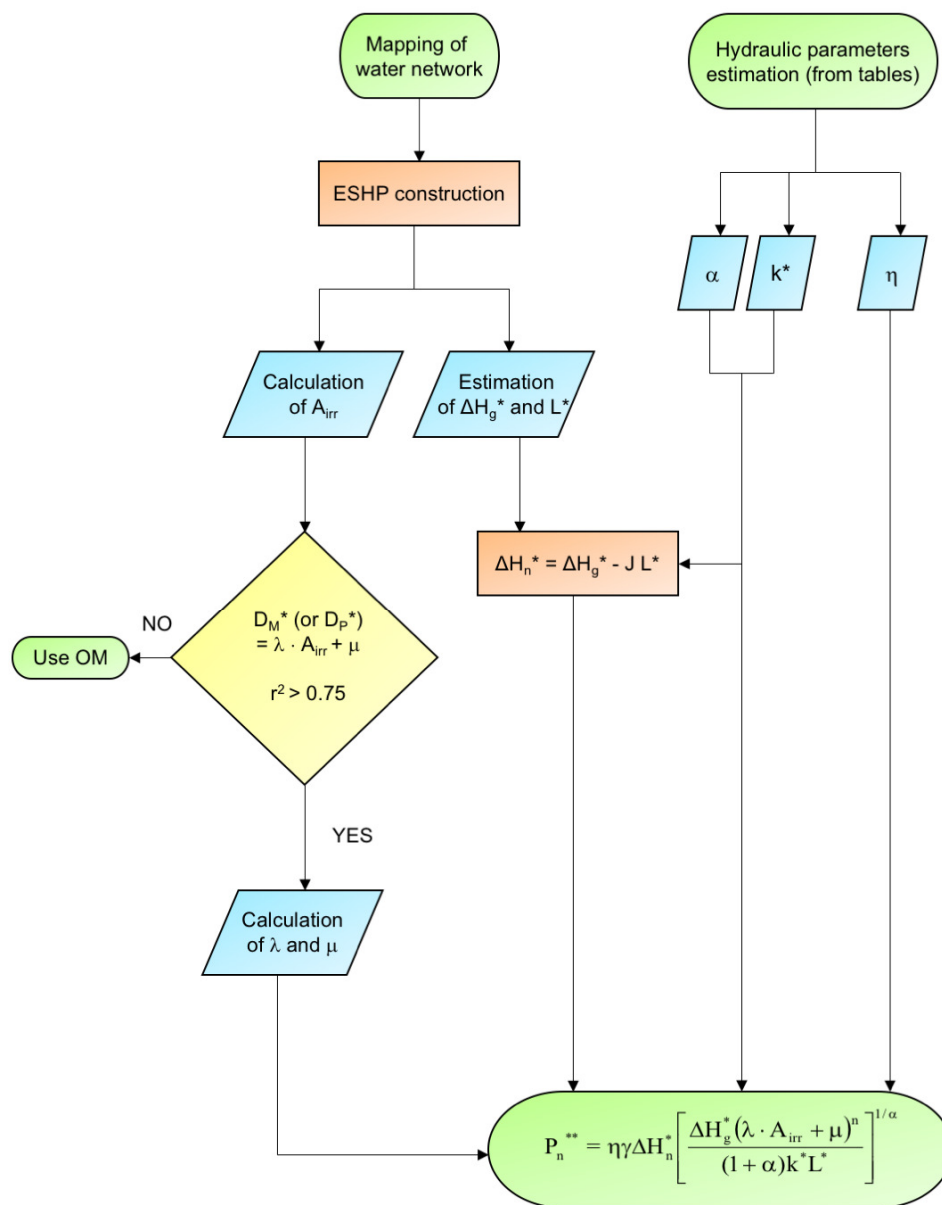 Mapping of
water network
Hydraulic parameters
estimation (from tables)
ESHP construction
α
k*
η
Calculation
of A_irr
Estimation
of ΔH_g* and L*
ΔH_n* = ΔH_g* - J L*
NO
D_M* (or D_P*)
= λ · A_irr + μ
r² > 0.75
Use OM
YES
Calculation
of λ and μ
P_n** = ηγΔH_n* [ΔH_g* (λ · A_irr + μ)^n / (1 + α)k* L*]^1/α